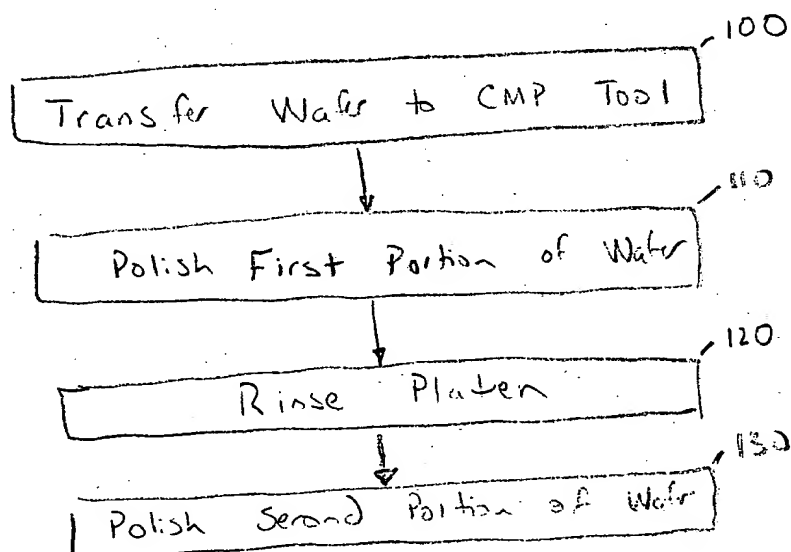 100
Transfer Wafer to CMP Tool
110
Polish First Portion of Wafer
120
Rinse Platen
130
Polish Second Portion of Wafer